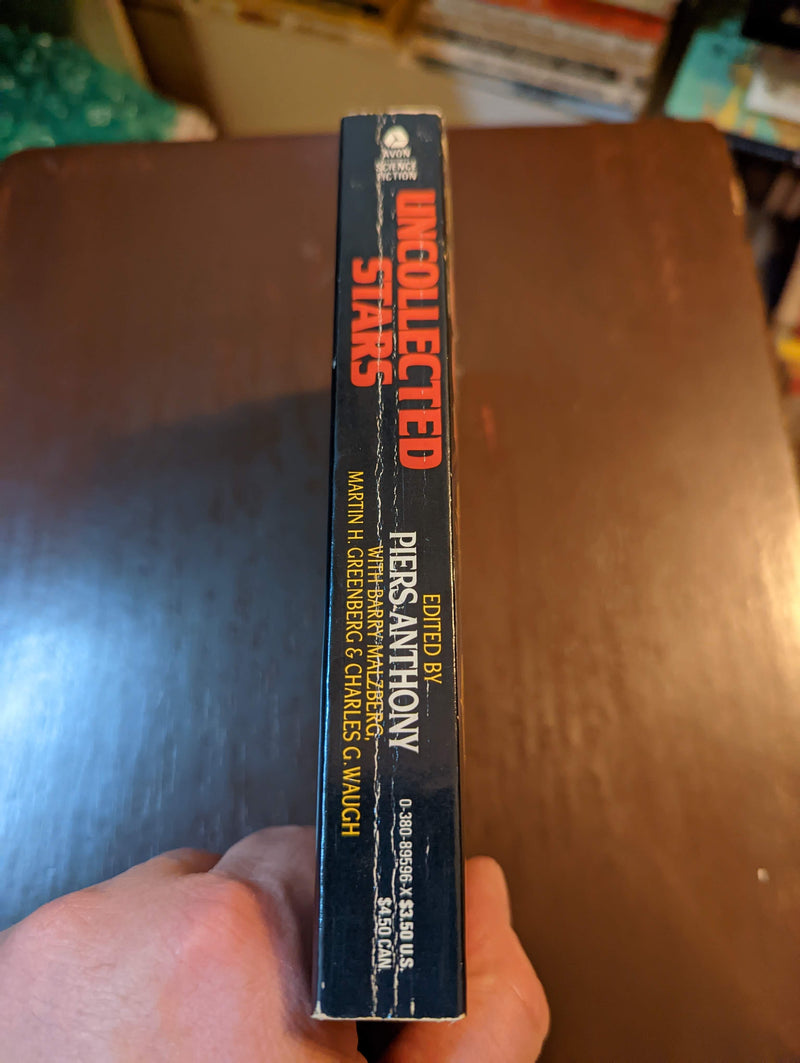 AVON
SCIENCE
FICTION
UNCOLLECTED
STARS
EDITED BY
PIERS ANTHONY
WITH BARRY MALZBERG,
MARTIN H. GREENBERG & CHARLES G. WAUGH
0-380-89596-X $3.50 U.S.
$4.50 CAN.